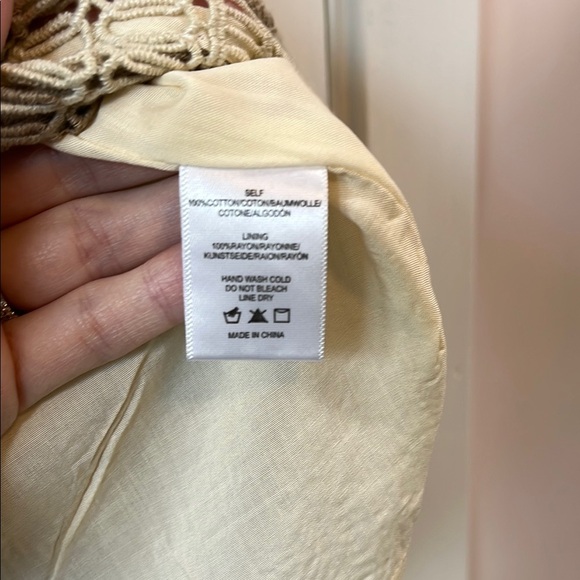 SELF
100%COTTON/COTON/BAUMWOLLE/
COTONE/ALGODÓN
LINING
100%RAYON/RAYONNE/
KUNSTSEIDE/RAION/RAYÓN
HAND WASH COLD
DO NOT BLEACH
LINE DRY
MADE IN CHINA